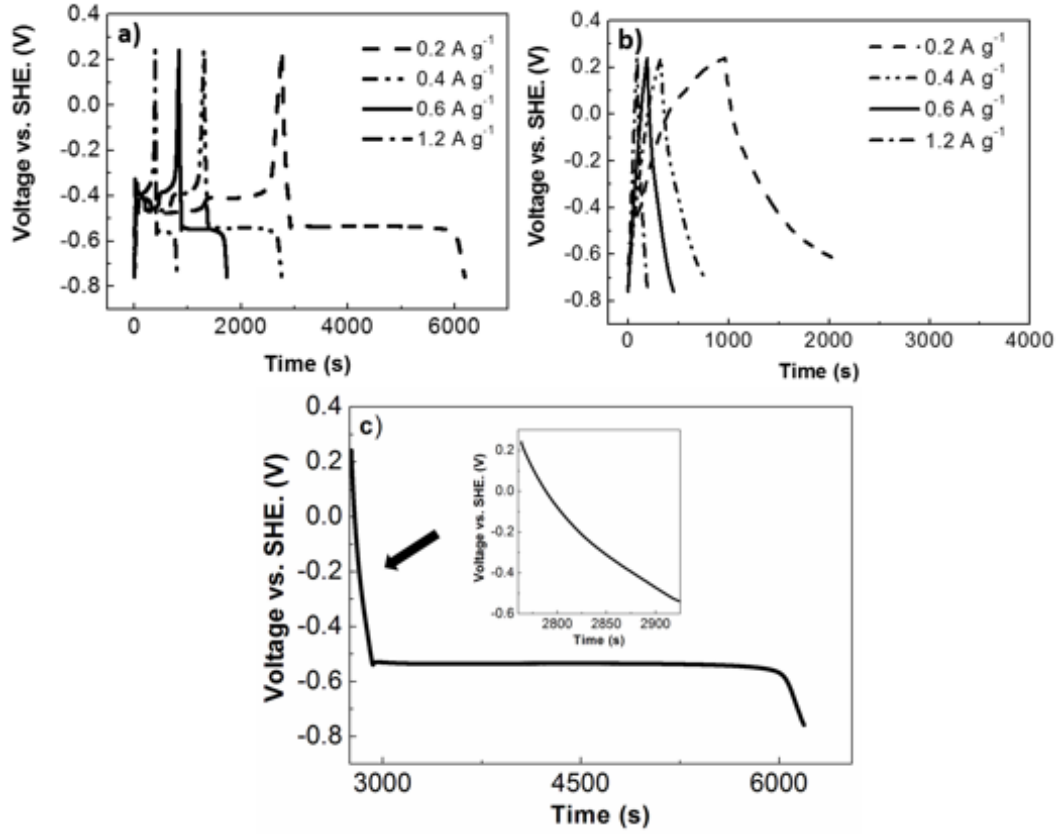 a)
0.4
0.2
0.0
-0.2
-0.4
-0.6
-0.8
Voltage vs. SHE. (V)
0.2 A g⁻¹
0.4 A g⁻¹
0.6 A g⁻¹
1.2 A g⁻¹
0 2000 4000 6000
Time (s)
b)
0.4
0.2
0.0
-0.2
-0.4
-0.6
-0.8
Voltage vs. SHE. (V)
0.2 A g⁻¹
0.4 A g⁻¹
0.6 A g⁻¹
1.2 A g⁻¹
0 1000 2000 3000 4000
Time (s)
c)
0.4
0.2
0.0
-0.2
-0.4
-0.6
-0.8
Voltage vs. SHE. (V)
0.2
0.0
-0.2
-0.4
-0.6
Voltage vs. SHE. (V)
2800 2850 2900
Time (s)
3000 4500 6000
Time (s)